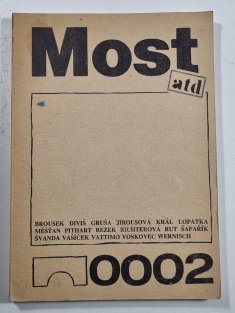 Most
atd
BROUSEK DIVIŠ GRUŠA JIROUSOVÁ KRÁL LOPATKA
MĚŠŤAN PITHART REZEK RICHTEROVÁ RUT ŠAFAŘÍK
ŠVANDA VAŠÍČEK VATTIMO VOSKOVEC WERNISCH
0002